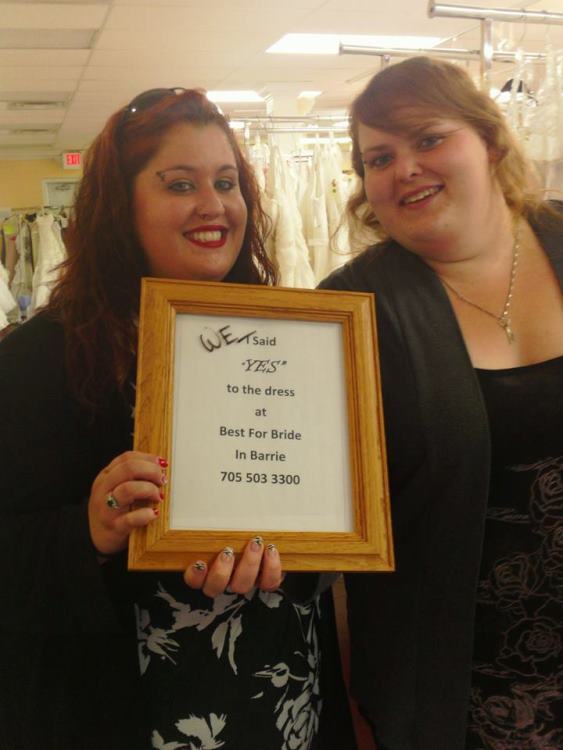 WE I Said
"YES"
to the dress
at
Best For Bride
In Barrie
705 503 3300